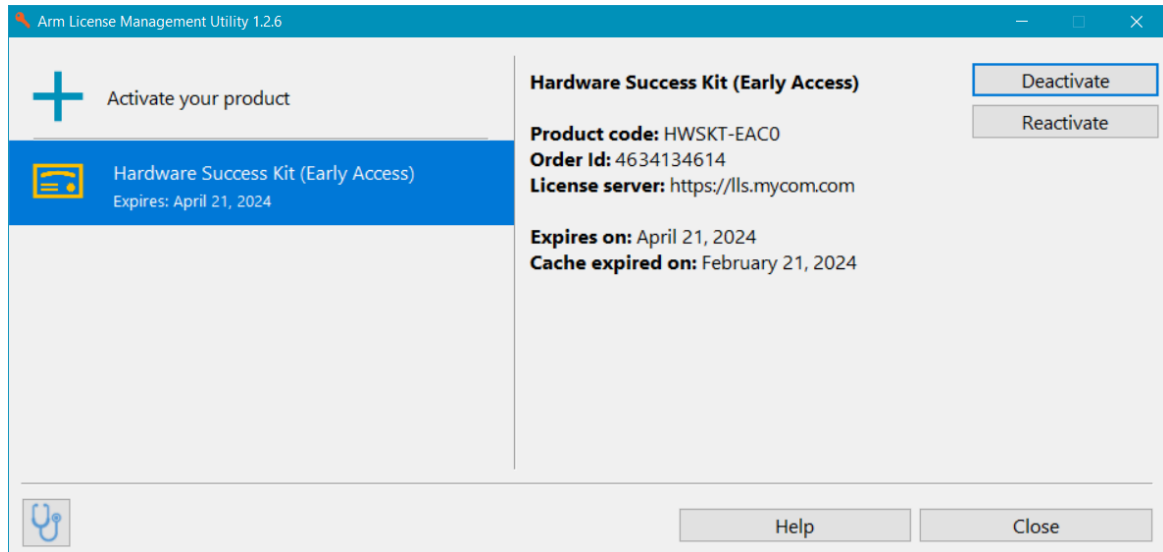 Arm License Management Utility 1.2.6
Activate your product
Hardware Success Kit (Early Access)
Expires: April 21, 2024
Hardware Success Kit (Early Access)
Product code: HWSKT-EAC0
Order Id: 4634134614
License server: https://lls.mycom.com
Expires on: April 21, 2024
Cache expired on: February 21, 2024
Deactivate
Reactivate
Help
Close